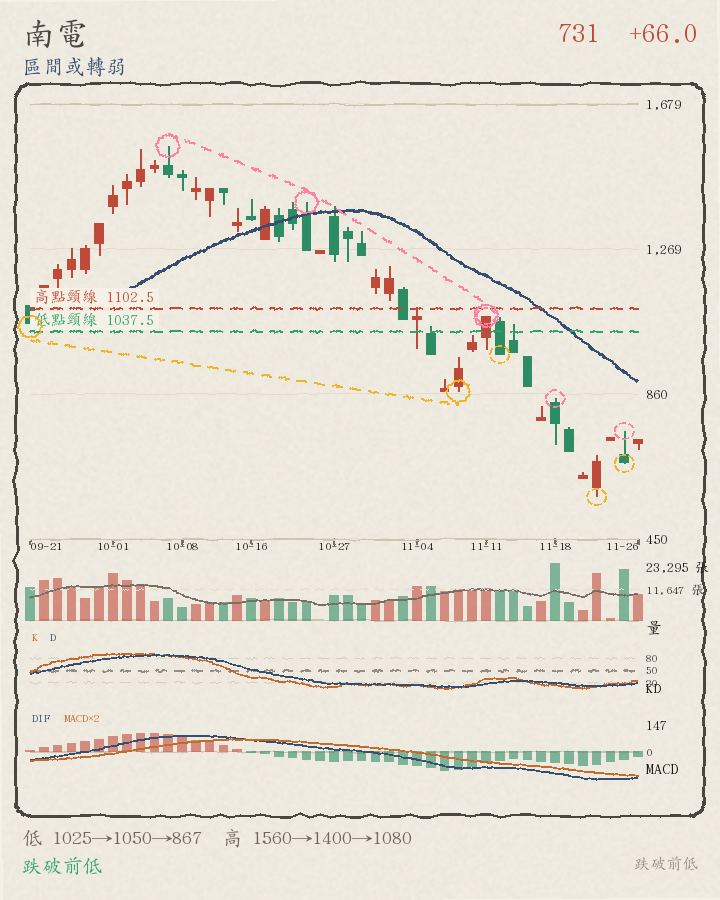 南電
731 +66.0
區間或轉弱
1,679
1,269
高點頸線 1102.5
低點頸線 1037.5
860
450
09-21 10-01 10-08 10-16 10-27 11-04 11-11 11-18 11-26
23,295 張
11,647 張
量
K D
80
50
20
KD
DIF MACD×2
147
0
MACD
低 1025→1050→867 高 1560→1400→1080
跌破前低
跌破前低